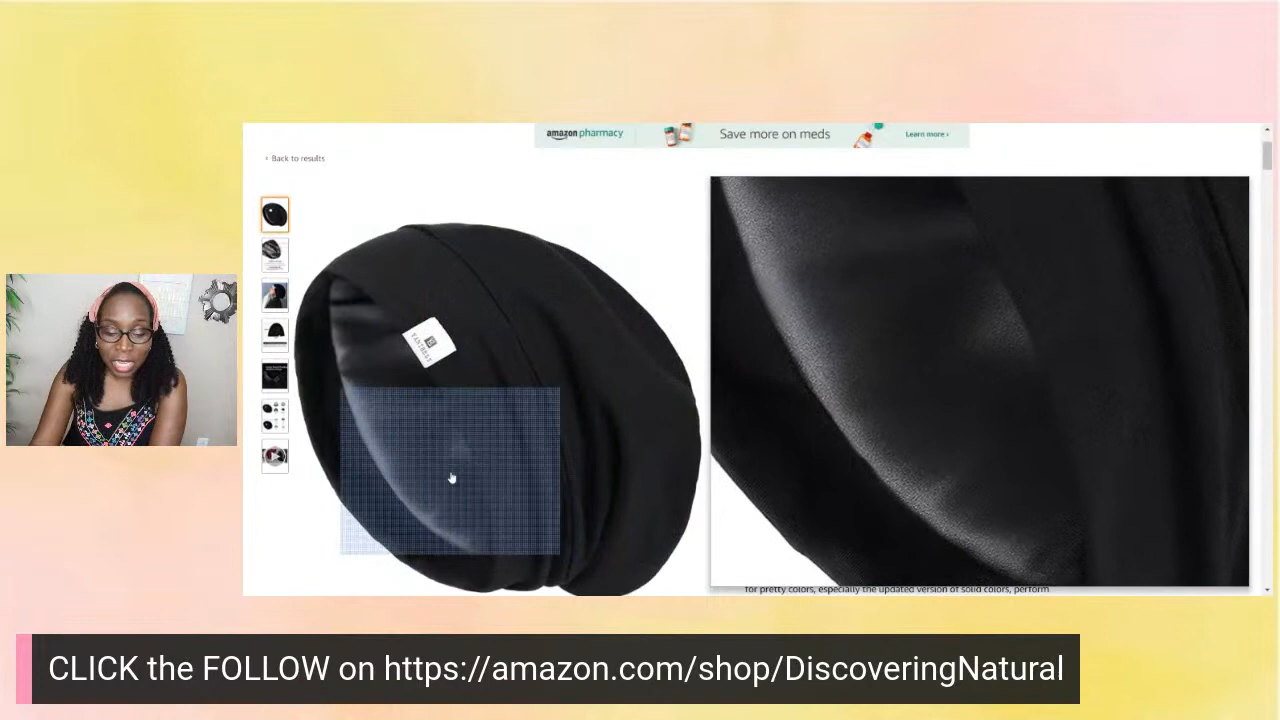 amazon pharmacy
Save more on meds
Learn more ›
‹ Back to results
for pretty colors, especially the updated version of solid colors, perform
CLICK the FOLLOW on https://amazon.com/shop/DiscoveringNatural